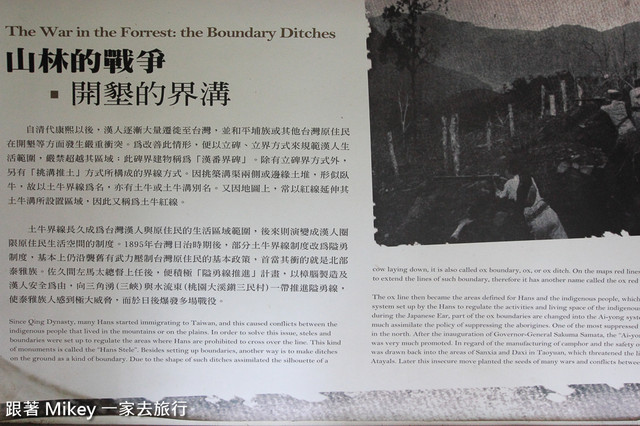 The War in the Forrest: the Boundary Ditches
山林的戰爭
▪ 開墾的界溝
自清代康熙以後，漢人逐漸大量遷徙至台灣，並和平埔族或其他台灣原住民
在開墾等方面發生嚴重衝突。為改善此情形，便以立碑、立界方式來規範漢人生
活範圍，嚴禁超越其區域；此碑界建物稱為「漢番界碑」。除有立碑界方式外，
另有「挑溝推土」方式所構成的界線方式。因挑築溝渠兩側或邊緣土堆，形似臥
牛，故以土牛界線為名，亦有土牛或土牛溝別名。又因地圖上，常以紅線延伸其
土牛溝所設置區域，因此又稱為土牛紅線。
土牛界線長久成為台灣漢人與原住民的生活區域範圍，後來則演變成漢人圈
限原住民生活空間的制度。1895年台灣日治時期後，部分土牛界線制度改為隘勇
制度，基本上仍沿襲舊有武力壓制台灣原住民的基本政策，首當其衝的就是北部
泰雅族。佐久間左馬太總督上任後，便積極「隘勇線推進」計畫，以樟腦製造及
漢人安全為由，向三角湧(三峽)與水流東(桃園大溪鎮三民村)一帶推進隘勇線，
使泰雅族人感到極大威脅，而於日後爆發多場戰役。
Since Qing Dynasty, many Hans started immigrating to Taiwan, and this caused conflicts between the
indigenous people that lived in the mountains or on the plains. In order to solve this issue, steles and
boundaries were set up to regulate the areas where Hans are prohibited to cross over the line. This kind
of monuments is called the "Hans Stele". Besides setting up boundaries, another way is to make ditches
on the ground as a kind of boundary. Due to the shape of such ditches assimilated the silhouette of a
cow laying down, it is also called ox boundary, ox, or ox ditch. On the maps red lines
to extend the lines of such boundary, therefore it has another name called the ox red
The ox line then became the areas defined for Hans and the indigenous people, which
system set up by the Hans to regulate the activities and living space of the indigenous
during the Japanese Ear, part of the ox boundaries are changed into the Ai-yong syst
much assimilate the policy of suppressing the aborigines. One of the most suppressed
in the north. After the inauguration of Governor-General Sakuma Samata, the "Ai-yon
was very much promoted. In regard of the manufacturing of camphor and the safety o
was drawn back into the areas of Sanxia and Daxi in Taoyuan, which threatened the li
Atayals. Later this insecure move planted the seeds of many wars and conflicts betwee
跟著 Mikey 一家去旅行